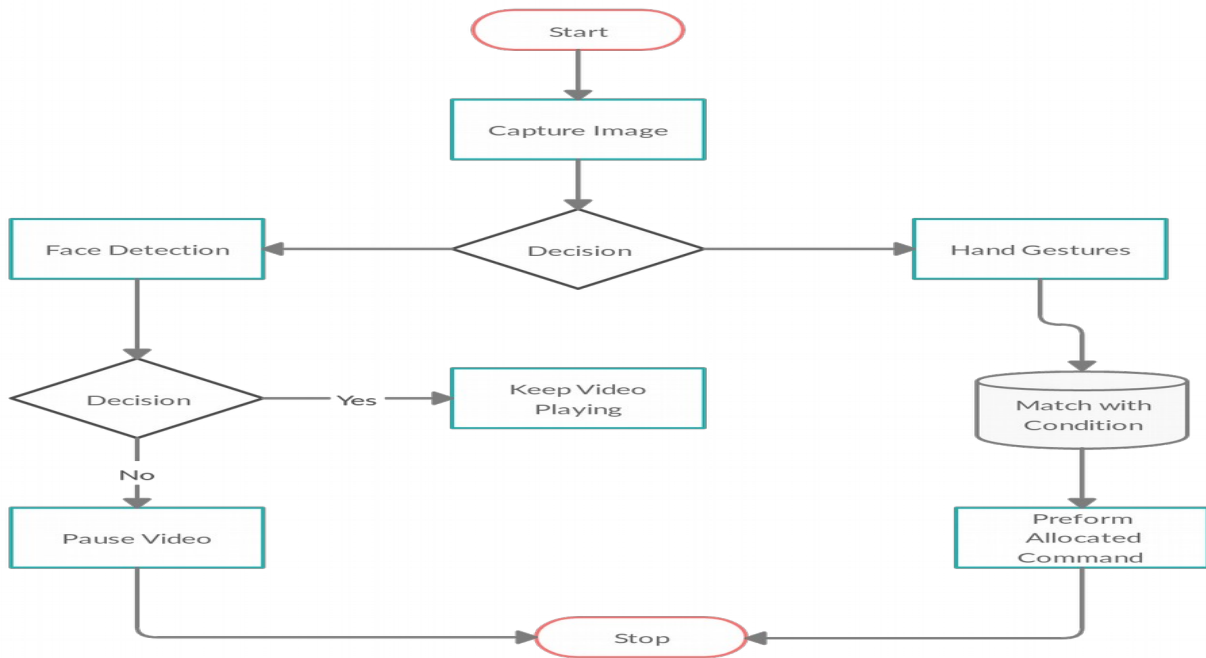 Start
Capture Image
Face Detection
Decision
Hand Gestures
Decision
Yes
Keep Video
Playing
Match with
Condition
No
Pause Video
Preform
Allocated
Command
Stop